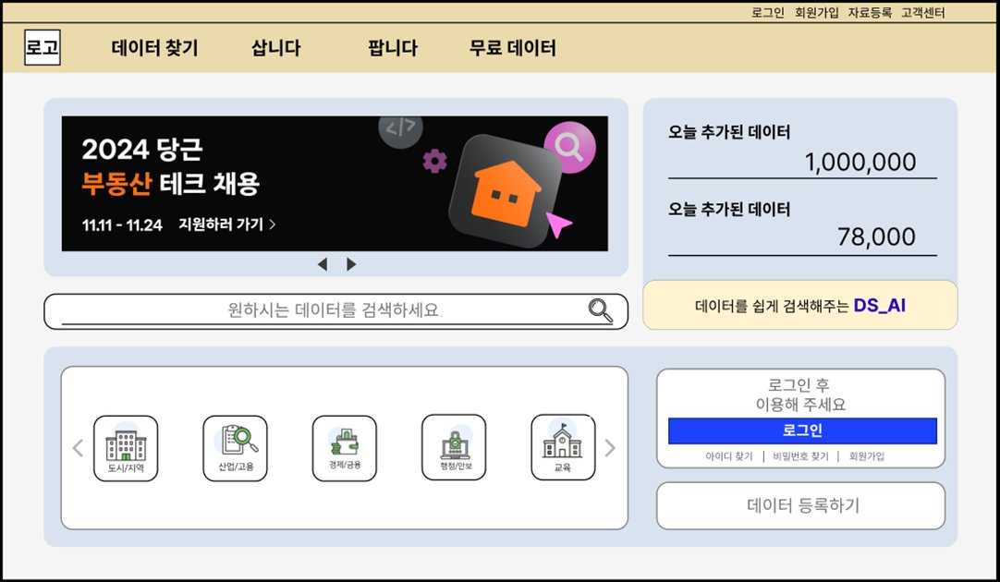 로그인 회원가입 자료등록 고객센터
로고 데이터 찾기 삽니다 팝니다 무료 데이터
2024 당근
부동산 테크 채용
11.11 - 11.24 지원하러 가기 >
</>
오늘 추가된 데이터
1,000,000
오늘 추가된 데이터
78,000
원하시는 데이터를 검색하세요.
데이터를 쉽게 검색해주는 DS_AI
도시/지역
산업/고용
경제/금융
행정/안보
교육
로그인 후
이용해 주세요
로그인
아이디 찾기 | 비밀번호 찾기 | 회원가입
데이터 등록하기